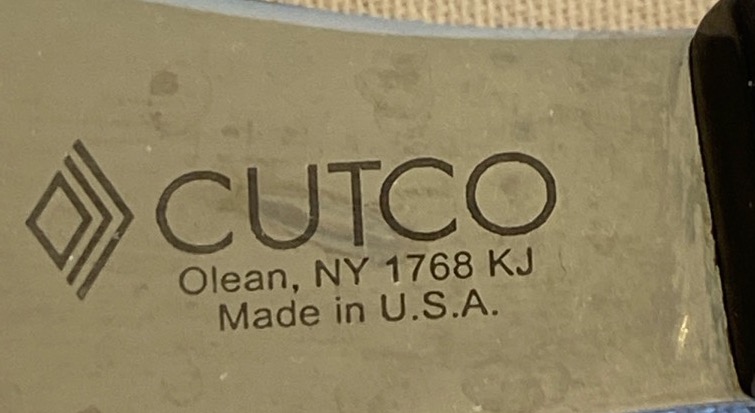 CUTCO
Olean, NY 1768 KJ
Made in U.S.A.